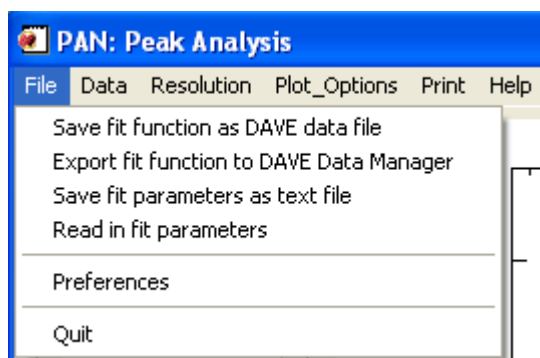 PAN: Peak Analysis
File Data Resolution Plot_Options Print Help
Save fit function as DAVE data file
Export fit function to DAVE Data Manager
Save fit parameters as text file
Read in fit parameters
Preferences
Quit